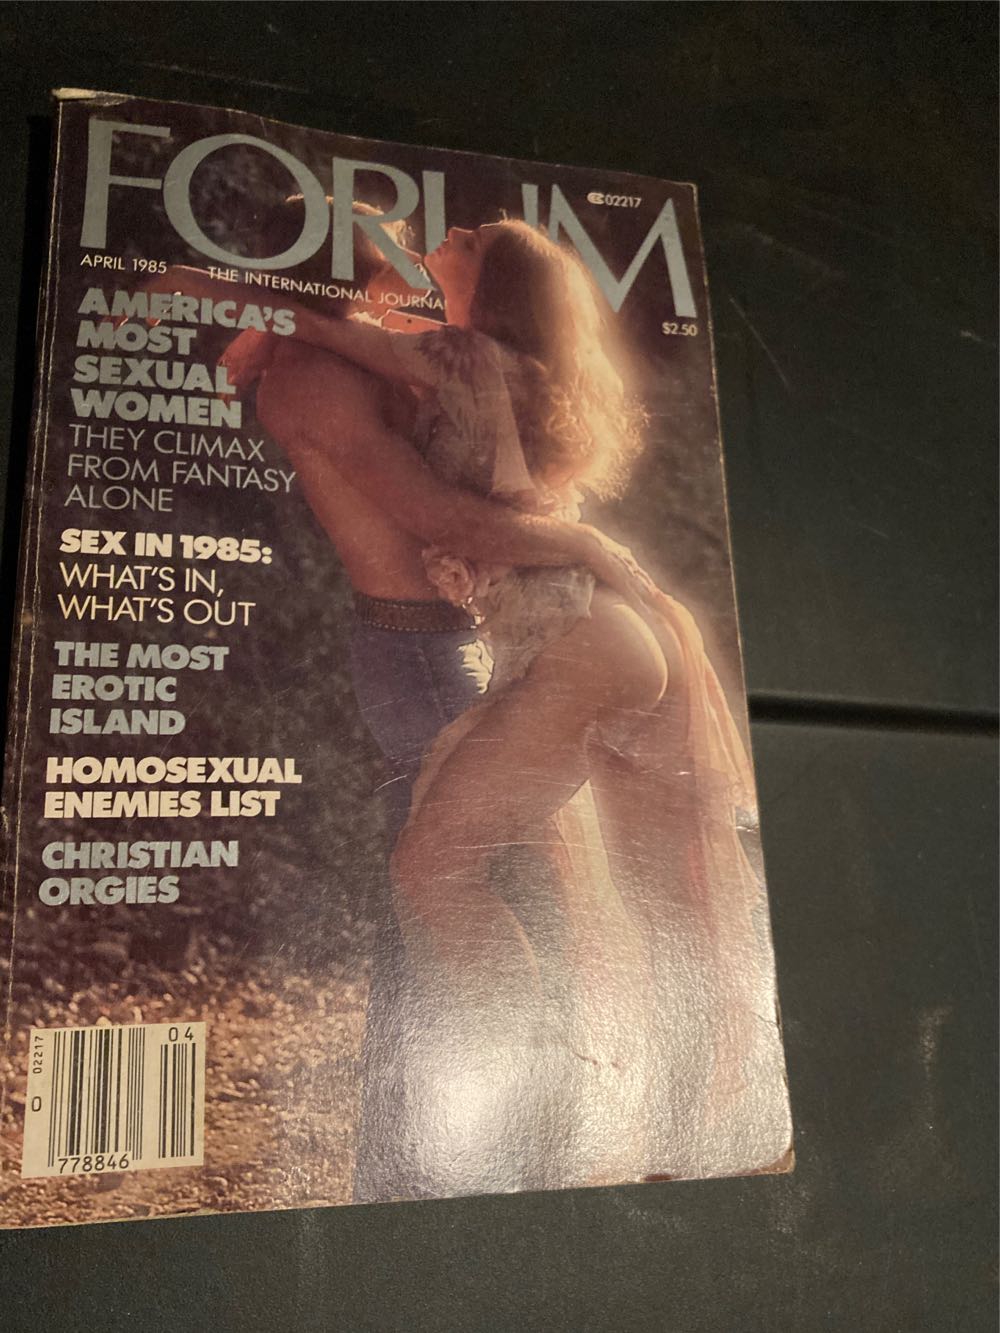 FORUM
02217
APRIL 1985
THE INTERNATIONAL JOURNA
$2.50
AMERICA'S
MOST
SEXUAL
WOMEN
THEY CLIMAX
FROM FANTASY
ALONE
SEX IN 1985:
WHAT'S IN,
WHAT'S OUT
THE MOST
EROTIC
ISLAND
HOMOSEXUAL
ENEMIES LIST
CHRISTIAN
ORGIES
02217
04
0
778846